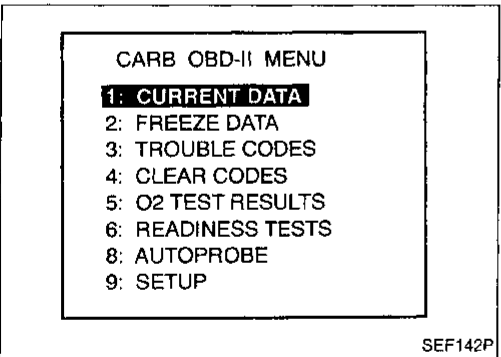 CARB OBD-II MENU
1: CURRENT DATA
2: FREEZE DATA
3: TROUBLE CODES
4: CLEAR CODES
5: O2 TEST RESULTS
6: READINESS TESTS
8: AUTOPROBE
9: SETUP
SEF142P